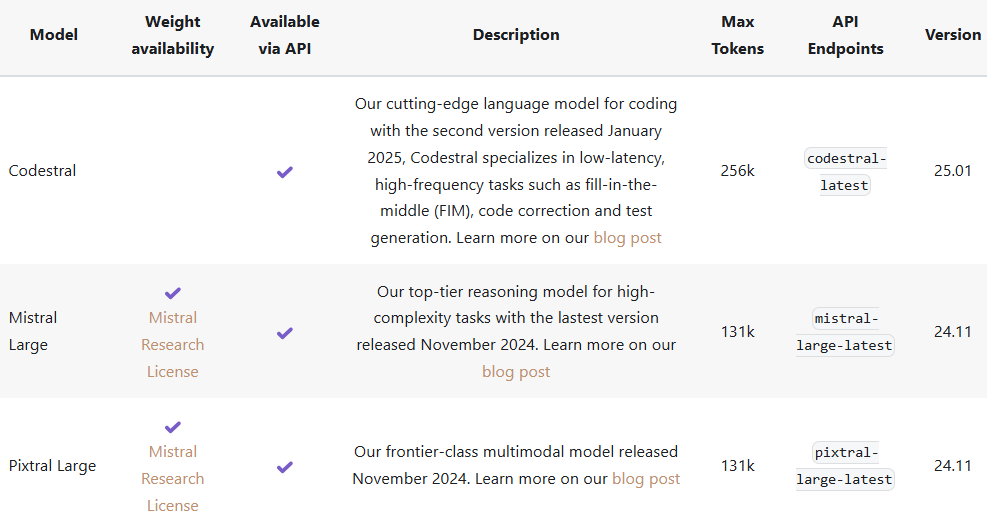 Model
Weight availability
Available via API
Description
Max Tokens
API Endpoints
Version
Codestral
Our cutting-edge language model for coding
with the second version released January
2025, Codestral specializes in low-latency,
high-frequency tasks such as fill-in-the-
middle (FIM), code correction and test
generation. Learn more on our blog post
256k
codestral-
latest
25.01
Mistral
Large
Mistral
Research
License
Our top-tier reasoning model for high-
complexity tasks with the lastest version
released November 2024. Learn more on our
blog post
131k
mistral-
large-latest
24.11
Pixtral Large
Mistral
Research
License
Our frontier-class multimodal model released
November 2024. Learn more on our blog post
131k
pixtral-
large-latest
24.11